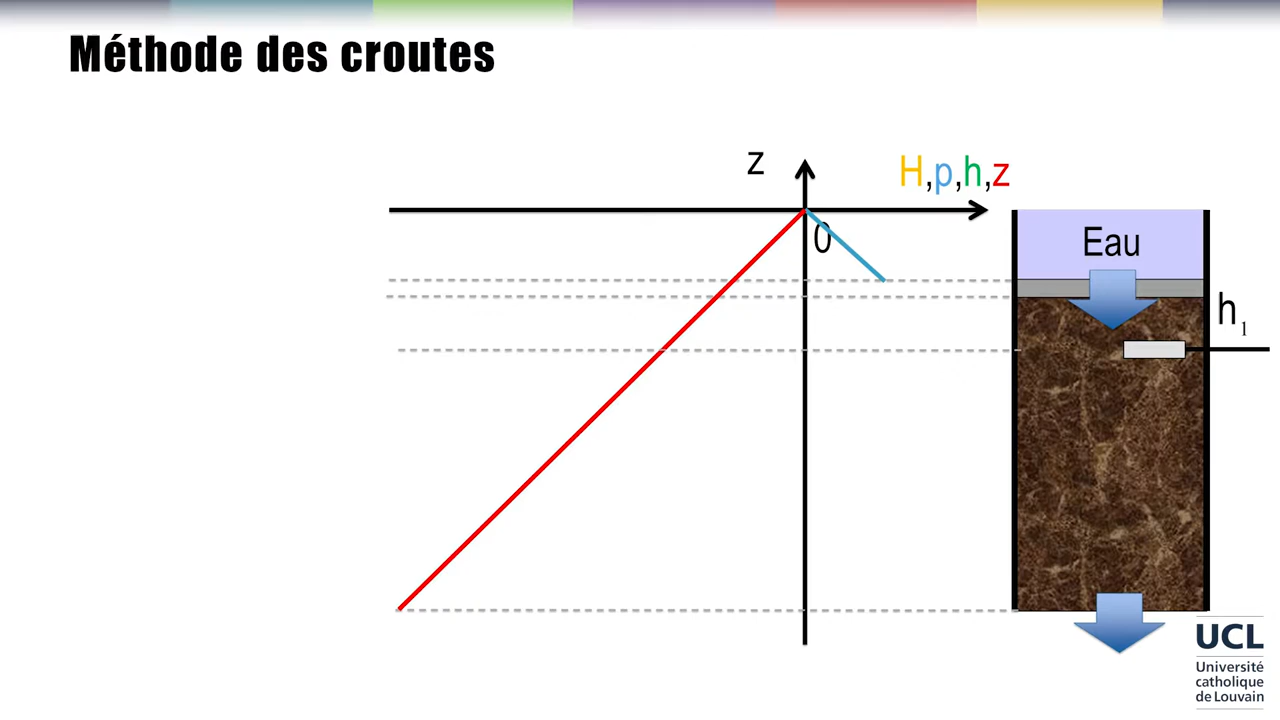 Méthode des croutes
z
H,p,h,z
0
Eau
h1
UCL
Université
catholique
de Louvain